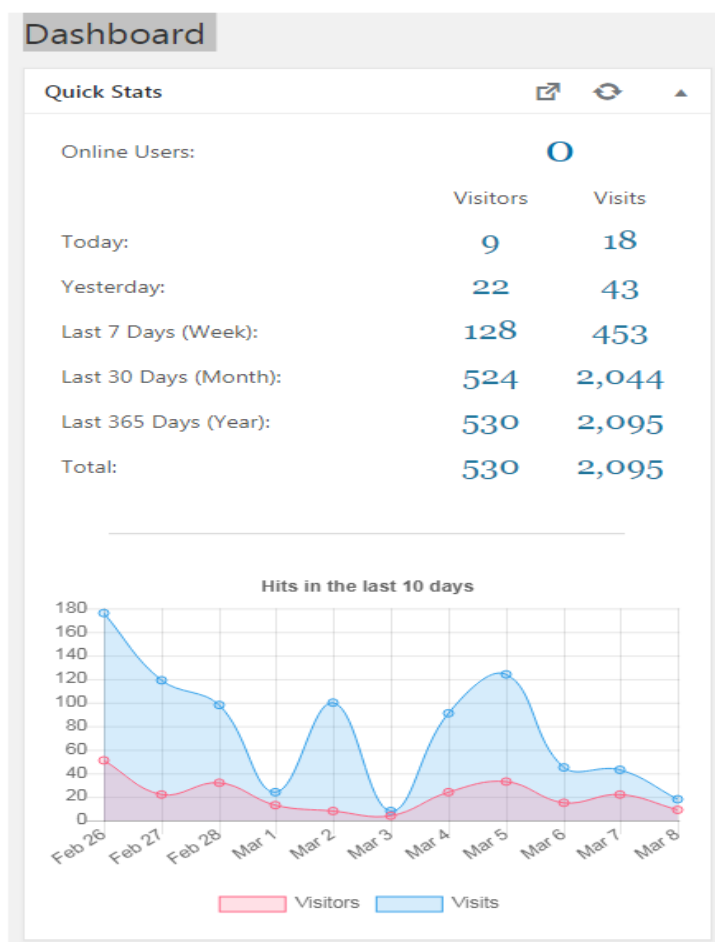 Dashboard
Quick Stats
Online Users: 0
Visitors Visits
Today: 9 18
Yesterday: 22 43
Last 7 Days (Week): 128 453
Last 30 Days (Month): 524 2,044
Last 365 Days (Year): 530 2,095
Total: 530 2,095
Hits in the last 10 days
180
160
140
120
100
80
60
40
20
0
Feb 26 Feb 27 Feb 28 Mar 1 Mar 2 Mar 3 Mar 4 Mar 5 Mar 6 Mar 7 Mar 8
Visitors Visits